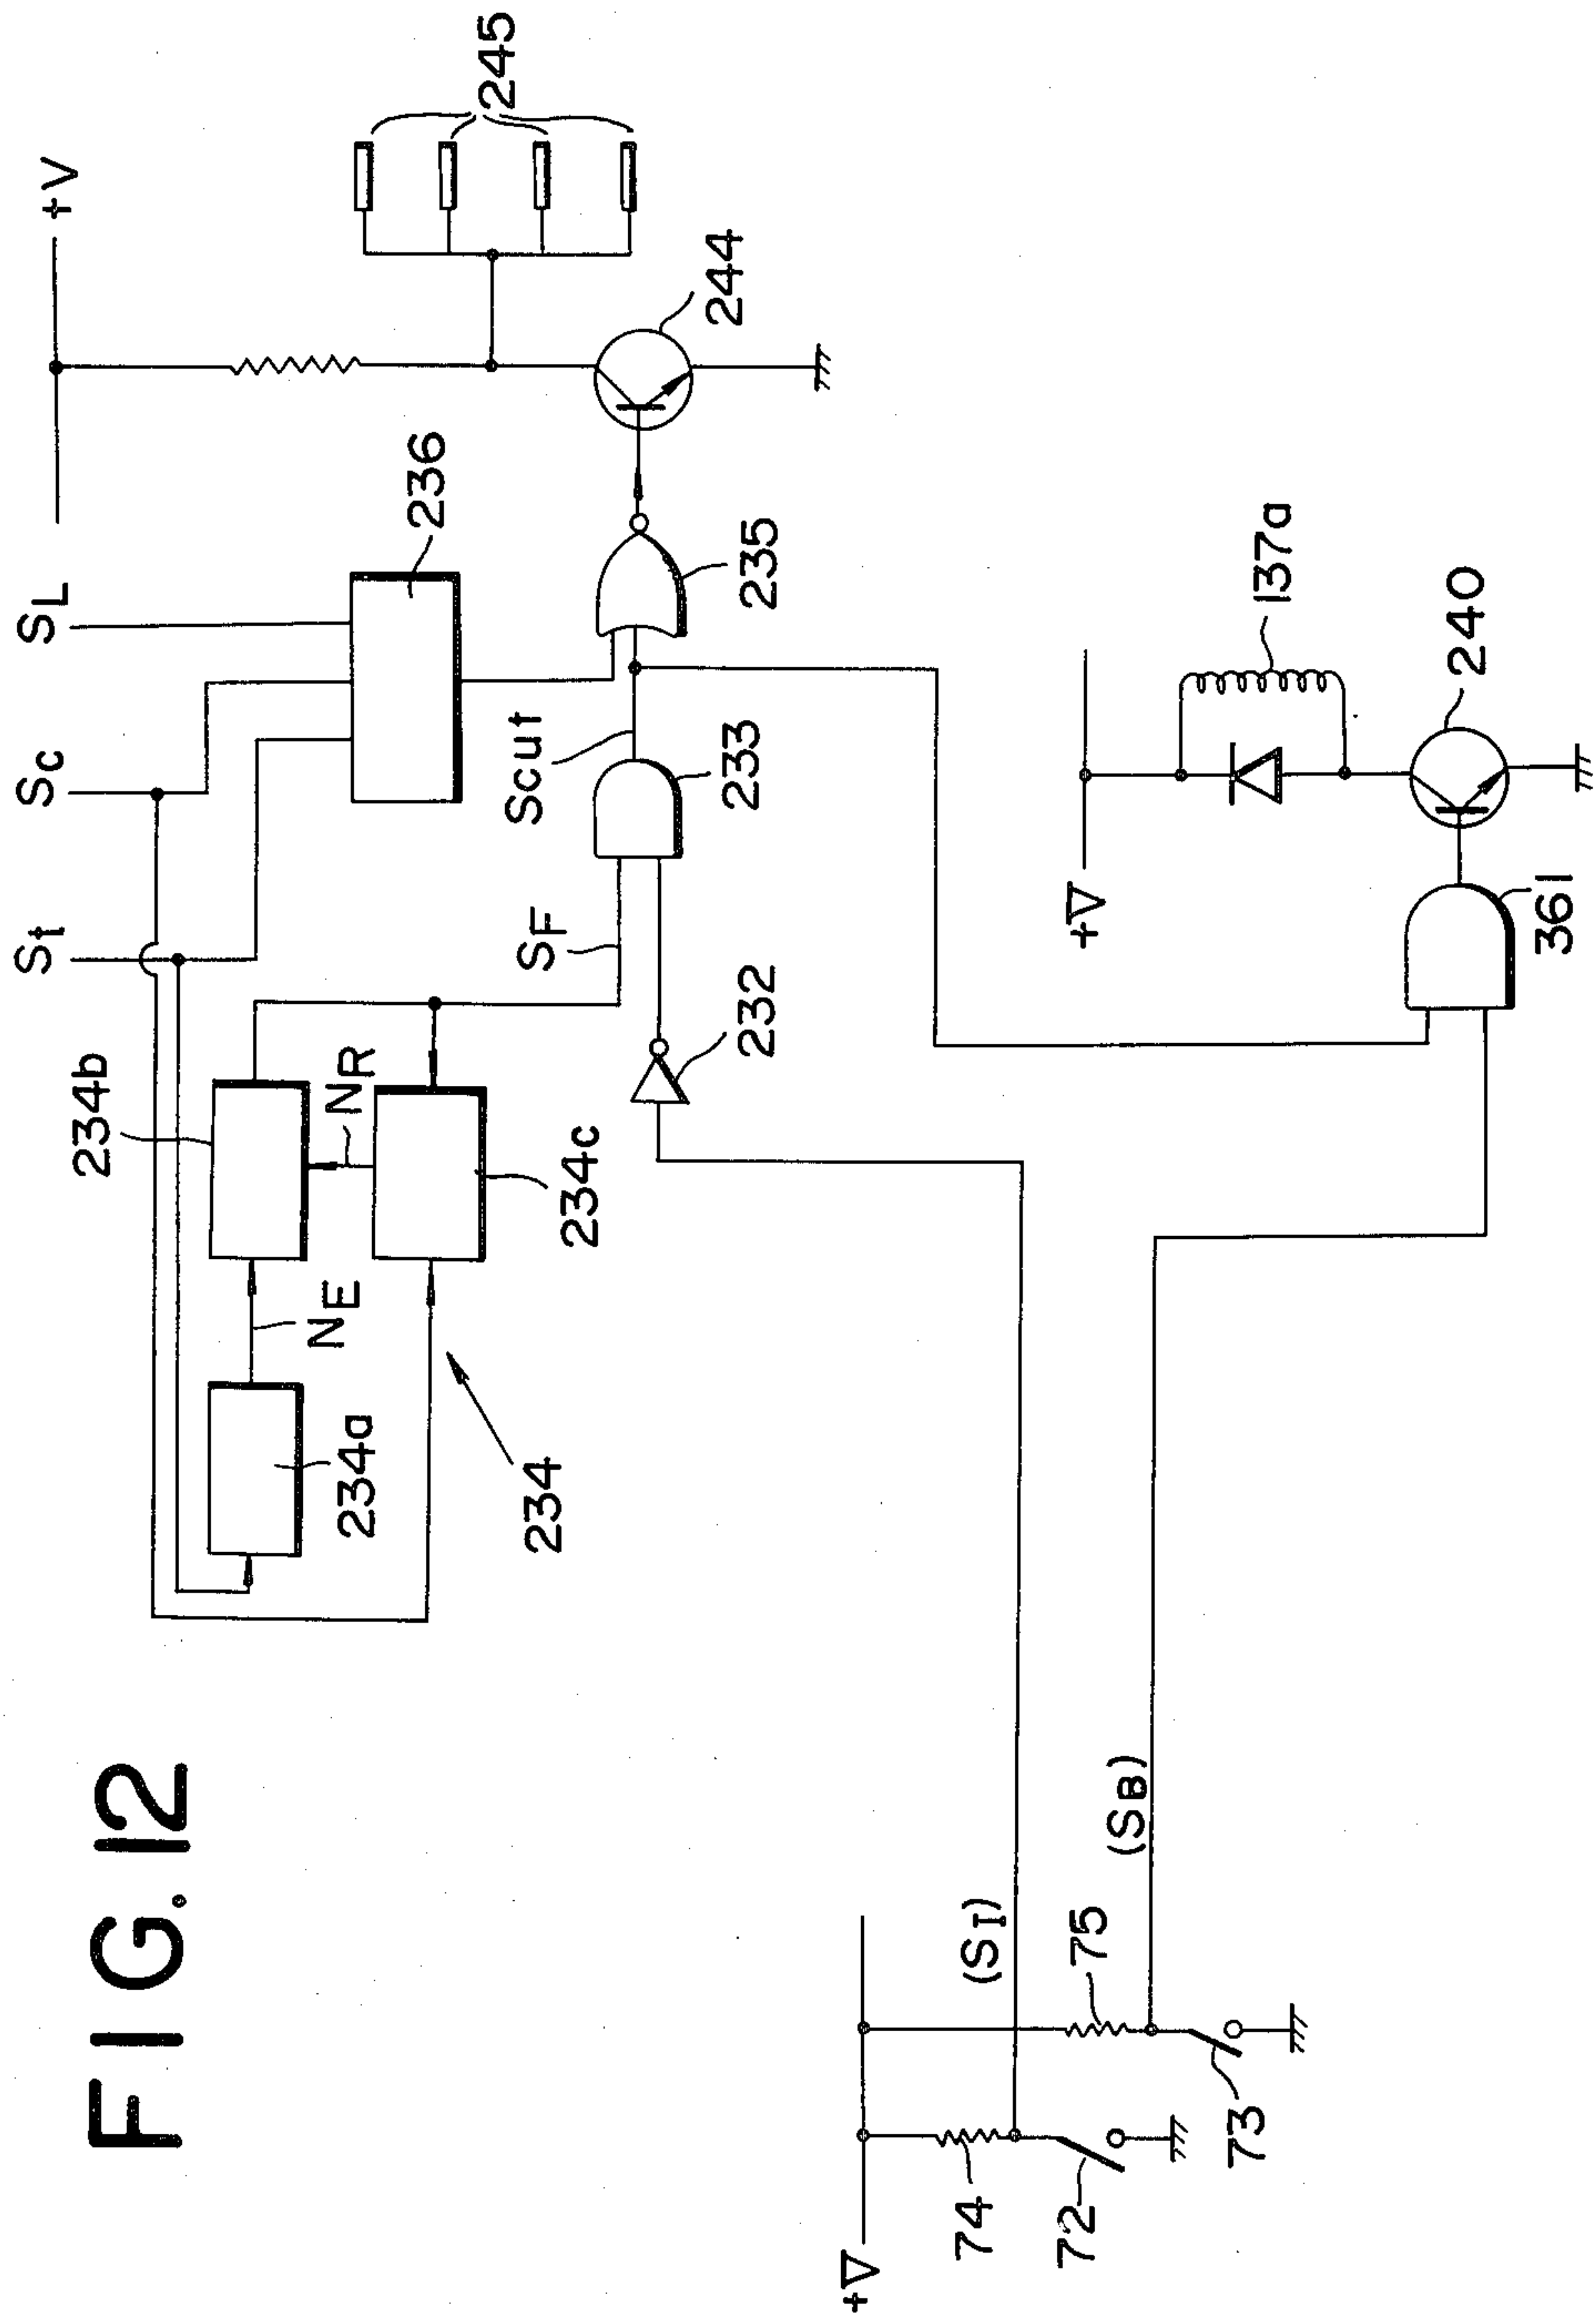 FIG. 12
St
Sc
SL
+V
234b
NR
NE
234a
234c
234
236
245
SF
Scut
232
233
235
244
+V
137a
361
240
+V
(SI)
(SB)
74
75
72
73